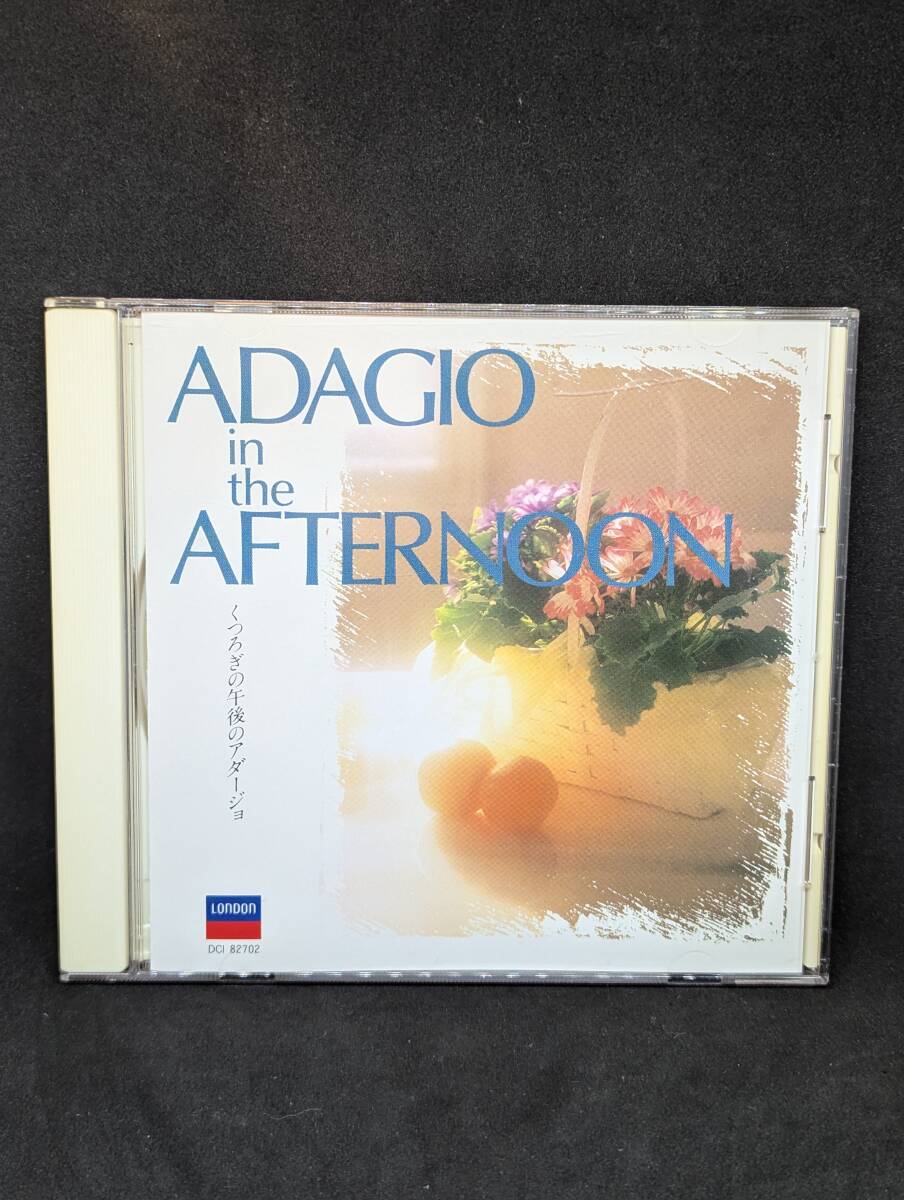 ADAGIO
in
the
AFTERNOON
くつろぎの午後のアダージョ
LONDON
DCI 82702